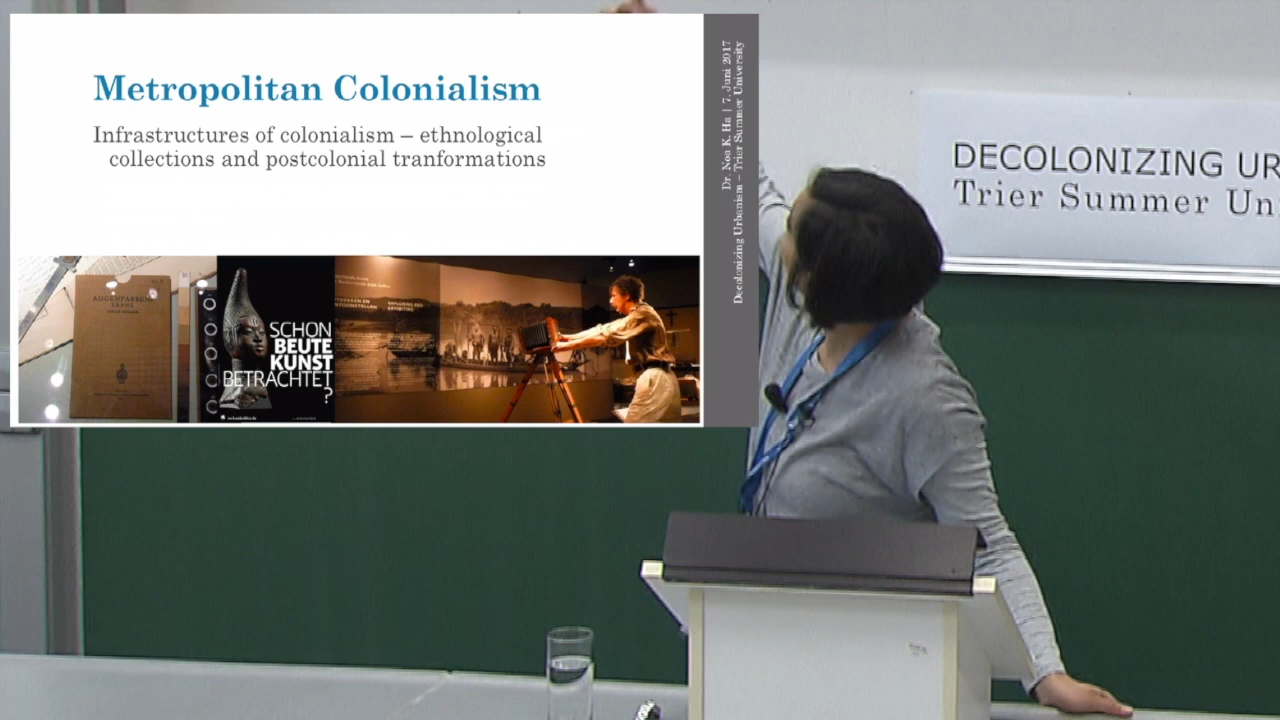 Metropolitan Colonialism
Infrastructures of colonialism – ethnological
collections and postcolonial tranformations
Dr. Noa K. Ha | 7. Juni 2017
Decolonizing Urbanism – Trier Summer University
AUGENFARBEN-
SCHON
BEUTE
KUNST
BETRACHTET
?
DECOLONIZING UR
Trier Summer Un